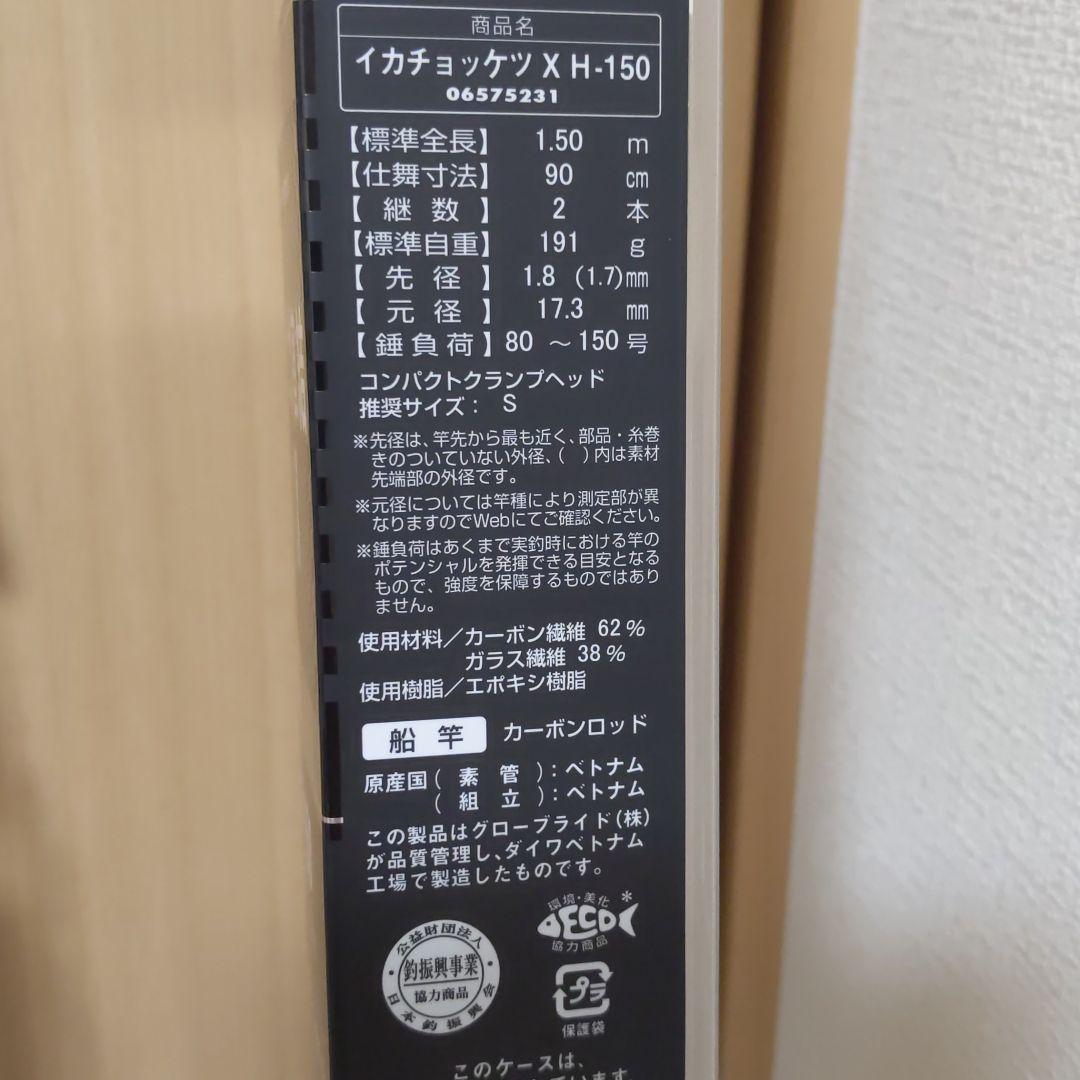 商品名
イカチョッケツ X H-150
06575231
【標準全長】 1.50 m
【仕舞寸法】 90 cm
【継数】 2 本
【標準自重】 191 g
【先径】 1.8 (1.7)mm
【元径】 17.3 mm
【錘負荷】80 ～150 号
コンパクトクランプヘッド
推奨サイズ： S
※先径は、竿先から最も近く、部品・糸巻
きのついていない外径、( )内は素材
先端部の外径です。
※元径については竿種により測定部が異
なりますのでWebにてご確認ください。
※錘負荷はあくまで実釣時における竿の
ポテンシャルを発揮できる目安となる
もので、強度を保障するものではあり
ません。
使用材料／カーボン繊維 62%
ガラス繊維 38%
使用樹脂／エポキシ樹脂
船竿 カーボンロッド
原産国(素管)：ベトナム
(組立)：ベトナム
この製品はグローブライド(株)
が品質管理し、ダイワベトナム
工場で製造したものです。
環境・美化
ECO
協力商品
公益財団法人
釣振興事業
協力商品
日本釣振興会
プラ
保護袋
このケースは、